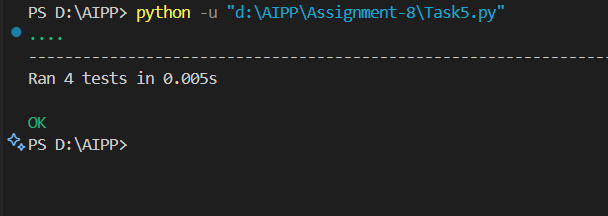 PS D:\AIPP> python -u "d:\AIPP\Assignment-8\Task5.py"
....
----------------------------------------------------------------------
Ran 4 tests in 0.005s
OK
PS D:\AIPP>